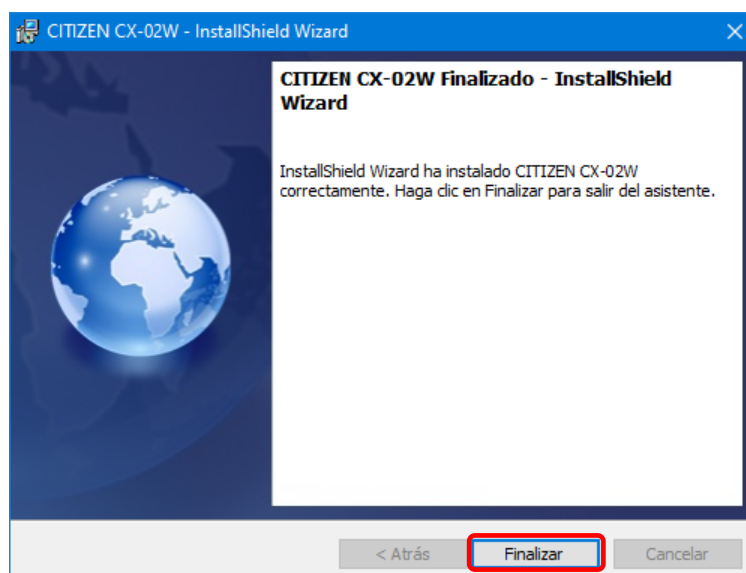 CITIZEN CX-02W - InstallShield Wizard
CITIZEN CX-02W Finalizado - InstallShield
Wizard
InstallShield Wizard ha instalado CITIZEN CX-02W
correctamente. Haga clic en Finalizar para salir del asistente.
< Atrás
Finalizar
Cancelar